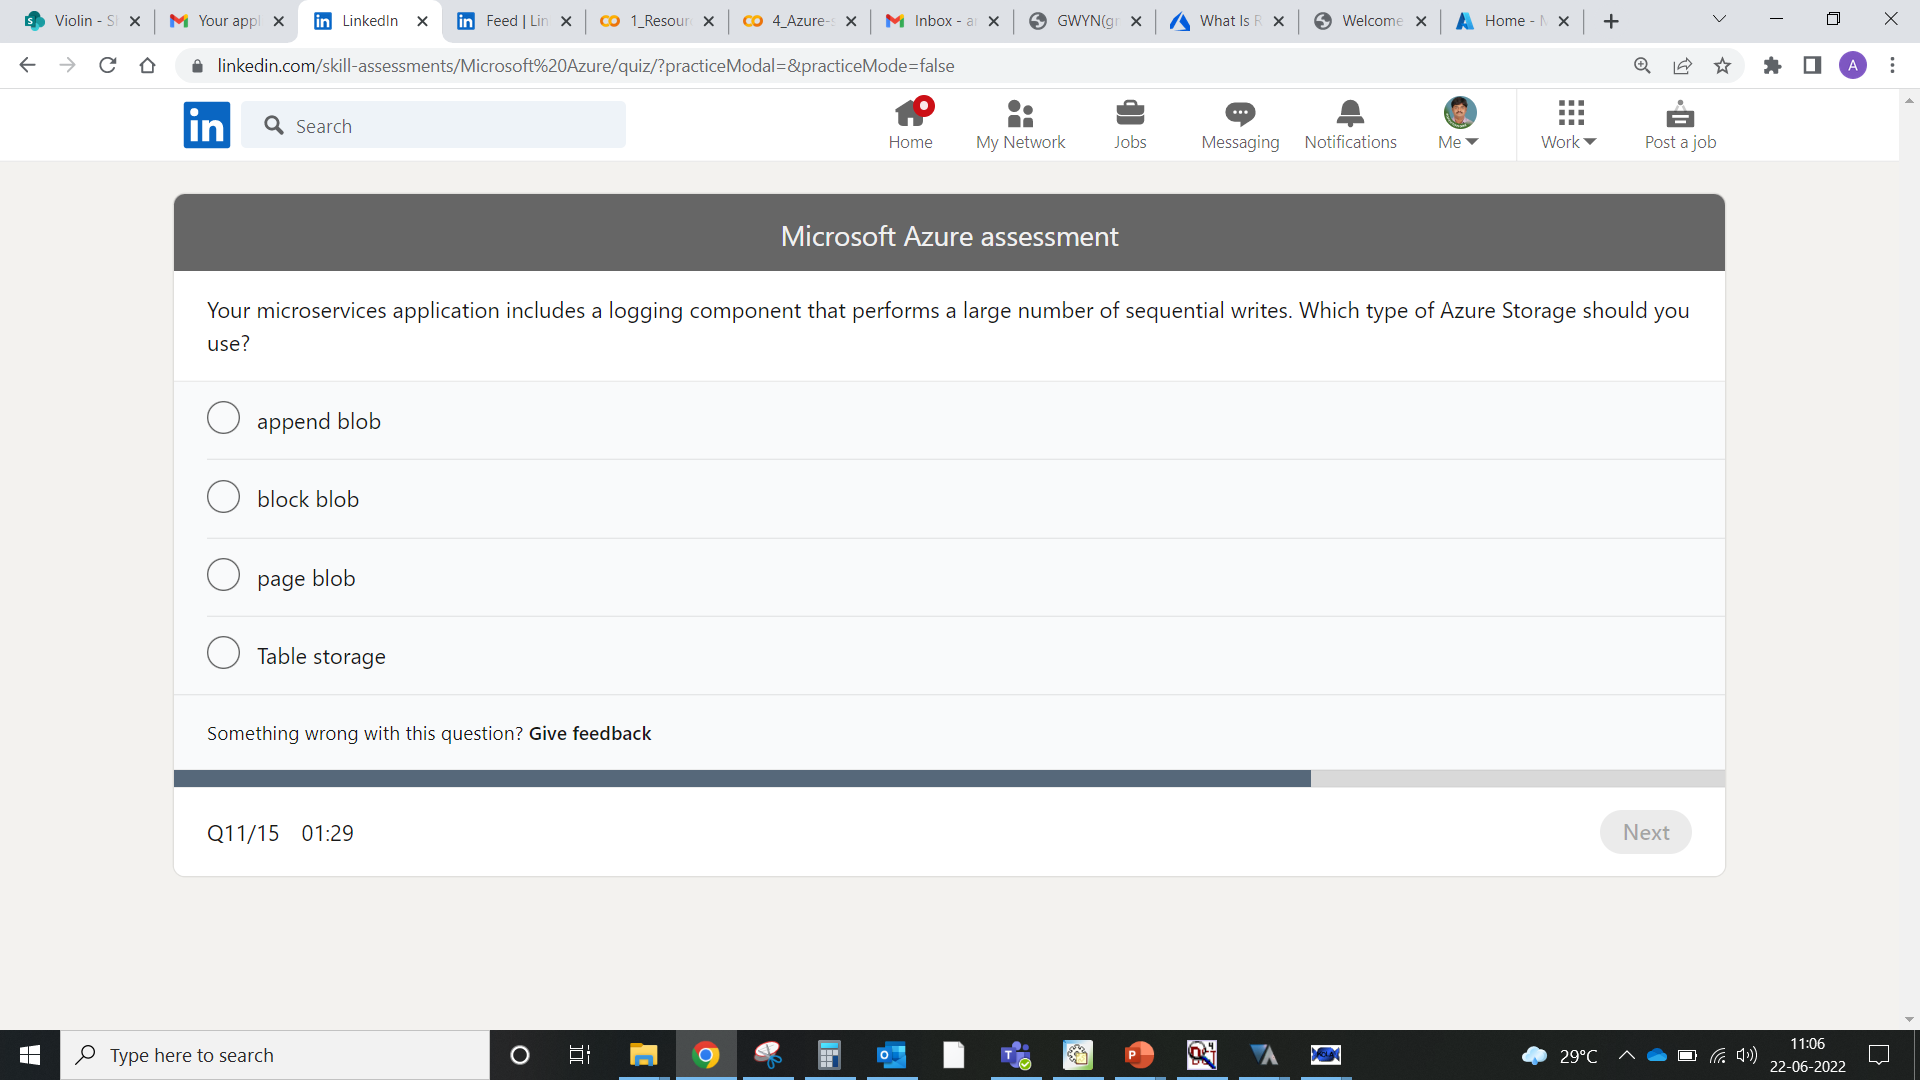 Violin - S
Your appl
LinkedIn
Feed | Lin
1_Resour
4_Azure-s
Inbox - a
GWYN(gr
What Is R
Welcome
Home - M
linkedin.com/skill-assessments/Microsoft%20Azure/quiz/?practiceModal=&practiceMode=false
A
in
Search
Home
My Network
Jobs
Messaging
Notifications
Me
Work
Post a job
Microsoft Azure assessment
Your microservices application includes a logging component that performs a large number of sequential writes. Which type of Azure Storage should you
use?
append blob
block blob
page blob
Table storage
Something wrong with this question? Give feedback
Q11/15 01:29
Next
Type here to search
29°C
11:06
22-06-2022